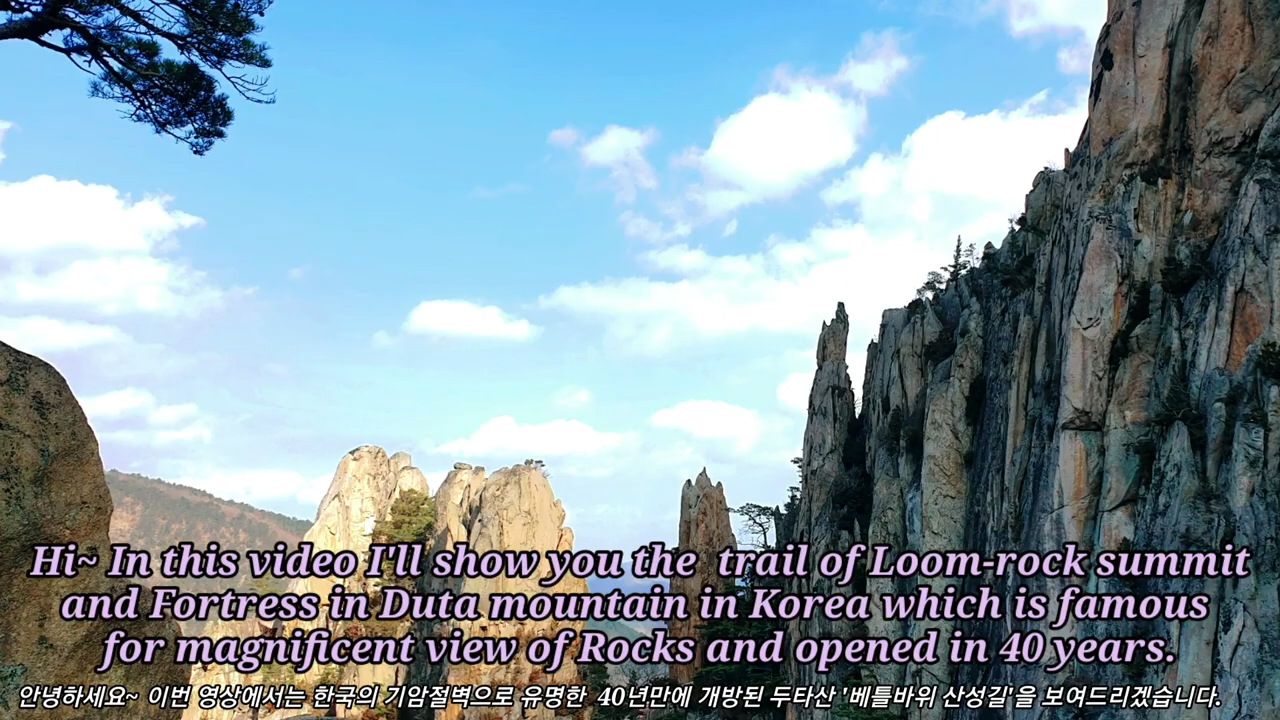 Hi~ In this video I'll show you the trail of Loom-rock summit
and Fortress in Duta mountain in Korea which is famous
for magnificent view of Rocks and opened in 40 years.
안녕하세요~ 이번 영상에서는 한국의 기암절벽으로 유명한 40년만에 개방된 두타산 '베틀바위 산성길'을 보여드리겠습니다.